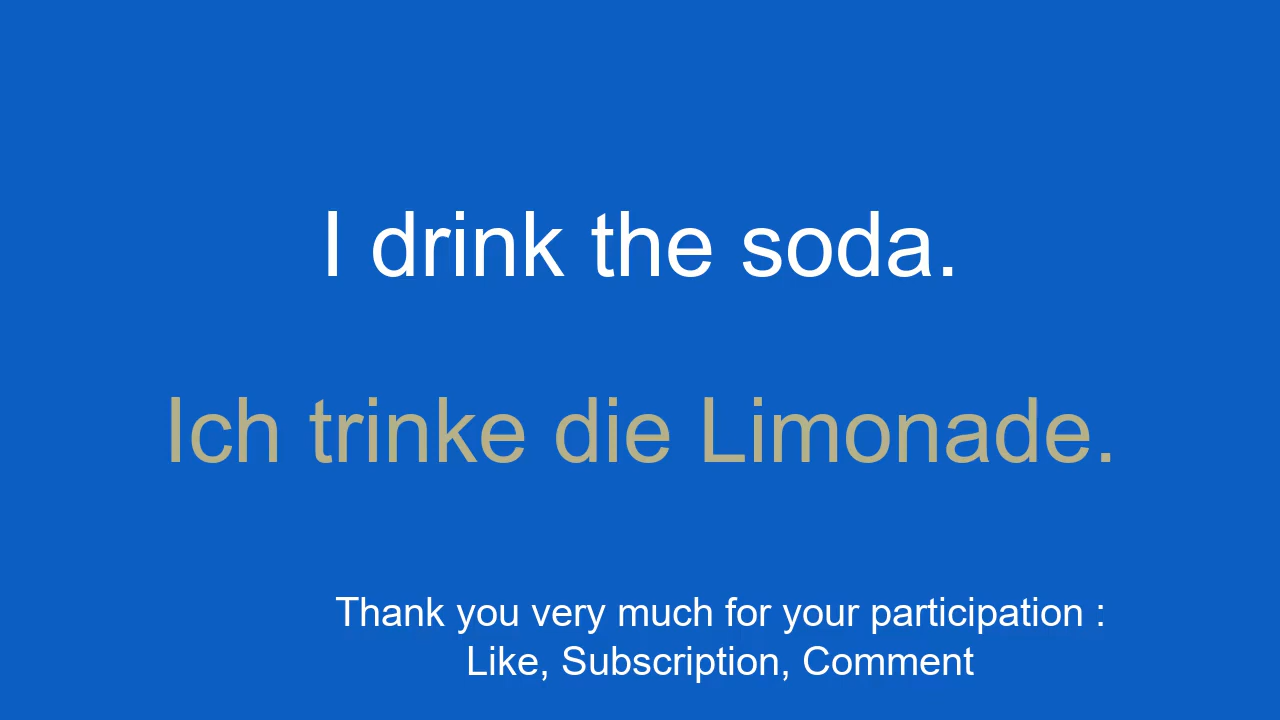 I drink the soda.
Ich trinke die Limonade.
Thank you very much for your participation :
Like, Subscription, Comment